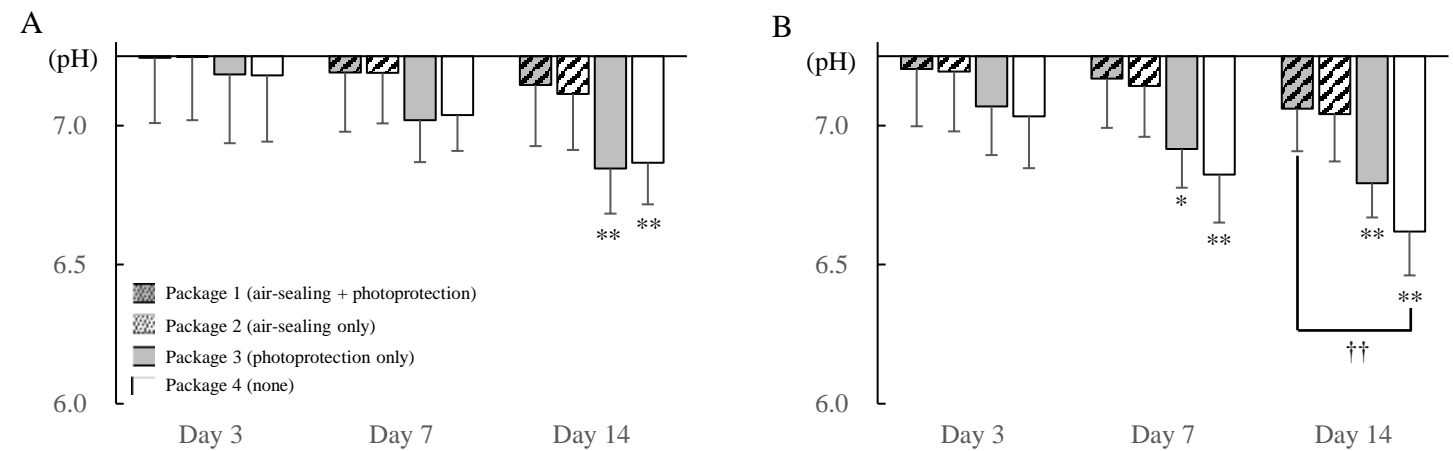 A
(pH)
7.0
6.5
6.0
**
**
Package 1 (air-sealing + photoprotection)
Package 2 (air-sealing only)
Package 3 (photoprotection only)
Package 4 (none)
Day 3
Day 7
Day 14
B
(pH)
7.0
6.5
6.0
*
**
**
**
††
Day 3
Day 7
Day 14